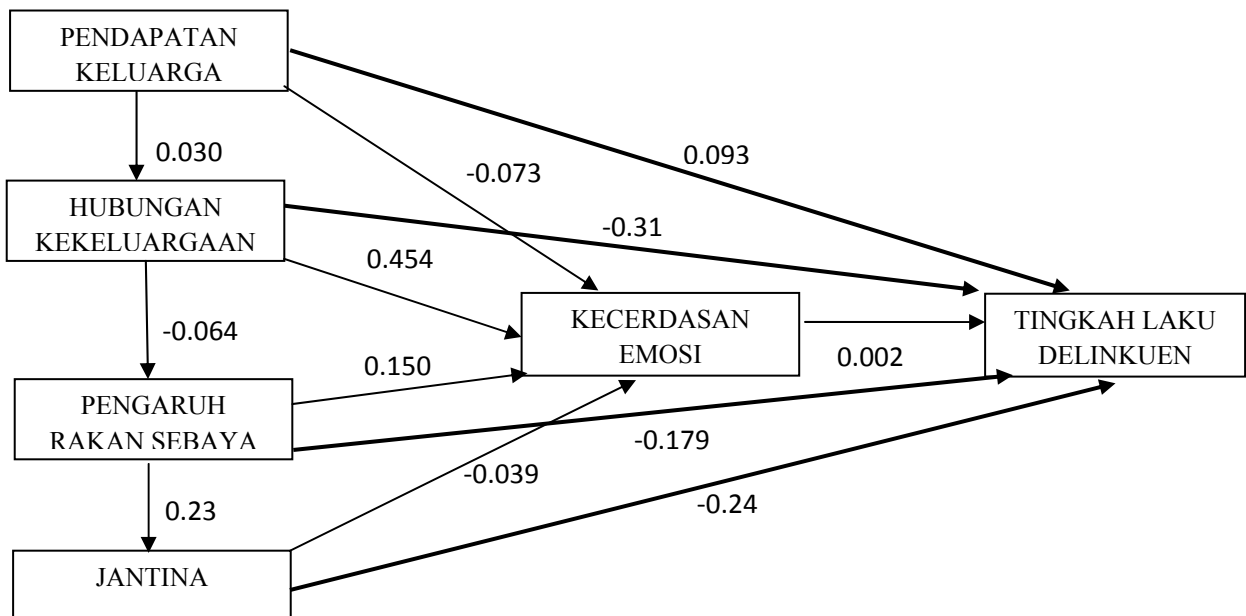 PENDAPATAN
KELUARGA
0.030
-0.073
0.093
HUBUNGAN
KEKELUARGAAN
-0.31
0.454
-0.064
KECERDASAN
EMOSI
0.002
TINGKAH LAKU
DELINKUEN
0.150
PENGARUH
RAKAN SEBAYA
-0.179
-0.039
-0.24
0.23
JANTINA